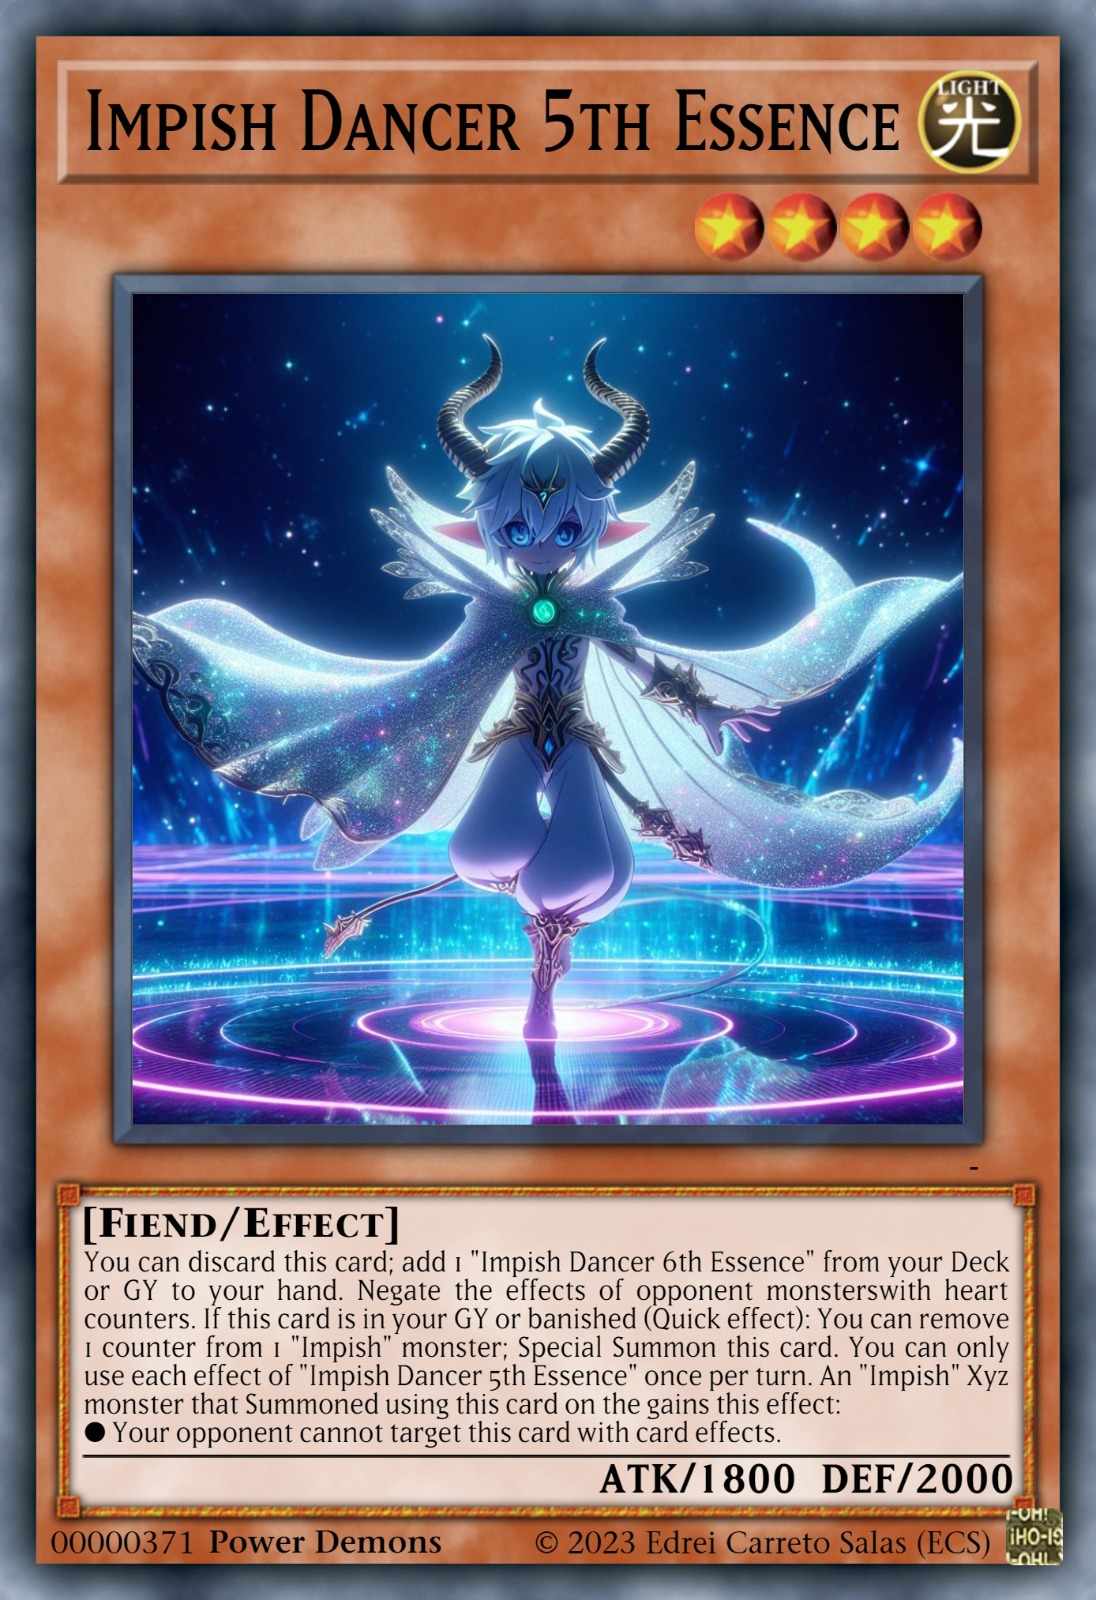 Impish Dancer 5th Essence
LIGHT
光
-
[Fiend/Effect]
You can discard this card; add 1 "Impish Dancer 6th Essence" from your Deck
or GY to your hand. Negate the effects of opponent monsterswith heart
counters. If this card is in your GY or banished (Quick effect): You can remove
1 counter from 1 "Impish" monster; Special Summon this card. You can only
use each effect of "Impish Dancer 5th Essence" once per turn. An "Impish" Xyz
monster that Summoned using this card on the gains this effect:
● Your opponent cannot target this card with card effects.
ATK/1800 DEF/2000
00000371 Power Demons
© 2023 Edrei Carreto Salas (ECS)